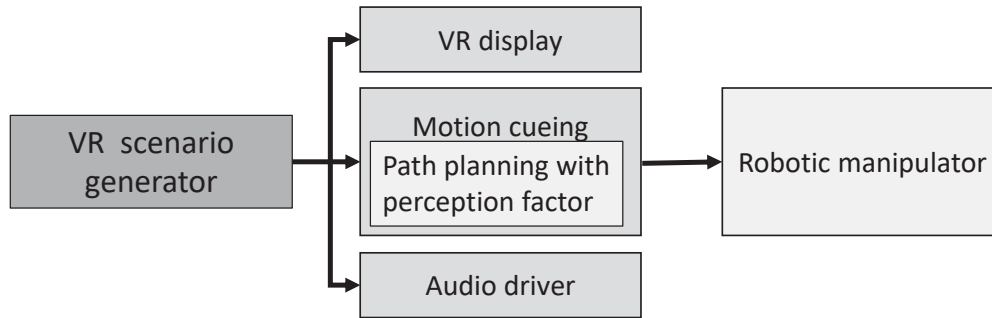 VR display
VR scenario
generator
Motion cueing
Path planning with
perception factor
Robotic manipulator
Audio driver